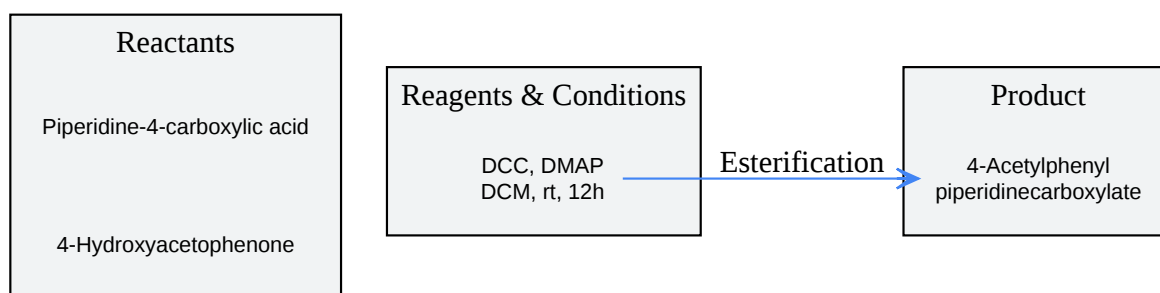 Reactants
Piperidine-4-carboxylic acid
4-Hydroxyacetophenone
Reagents & Conditions
DCC, DMAP
DCM, rt, 12h
Esterification
Product
4-Acetylphenyl
piperidinecarboxylate